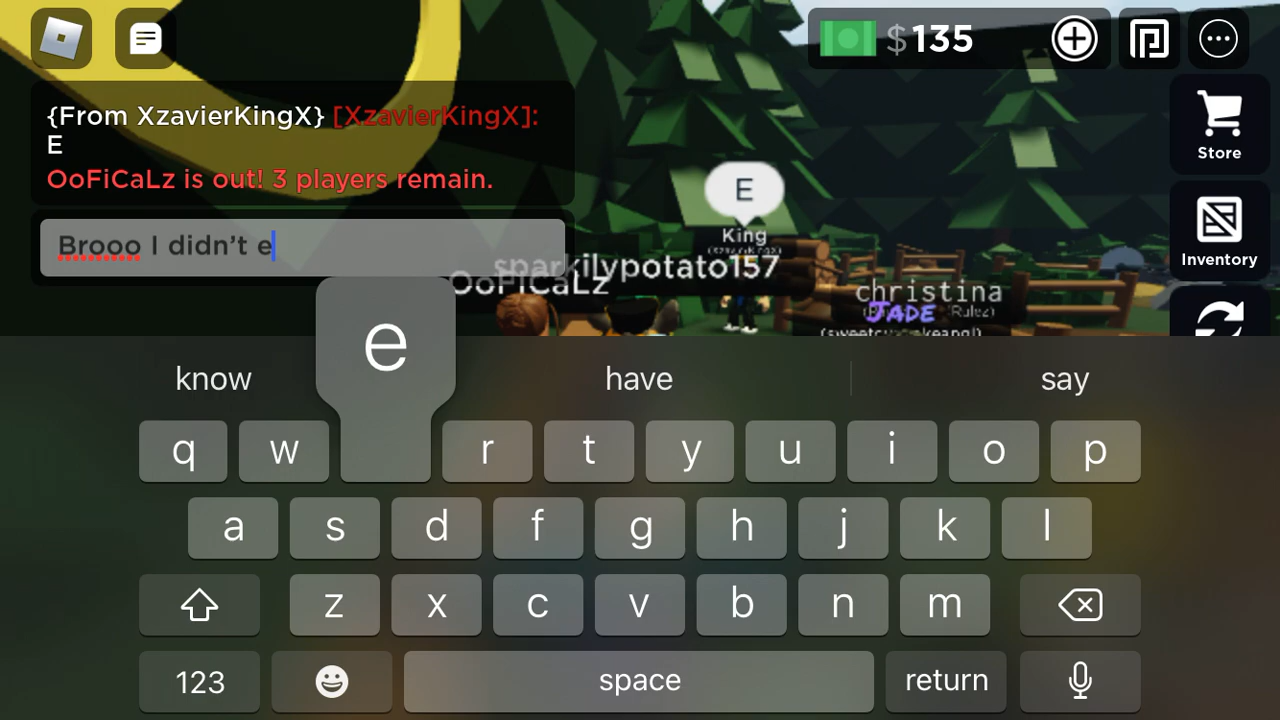 $135
{From XzavierKingX} [XzavierKingX]:
E
OoFiCaLz is out! 3 players remain.
Brooo I didn’t e
E
King
sparkilypotato157
OoFiCaLz
christina
JADE
Store
Inventory
e
know have say
q w r t y u i o p
a s d f g h j k l
z x c v b n m
123 space return